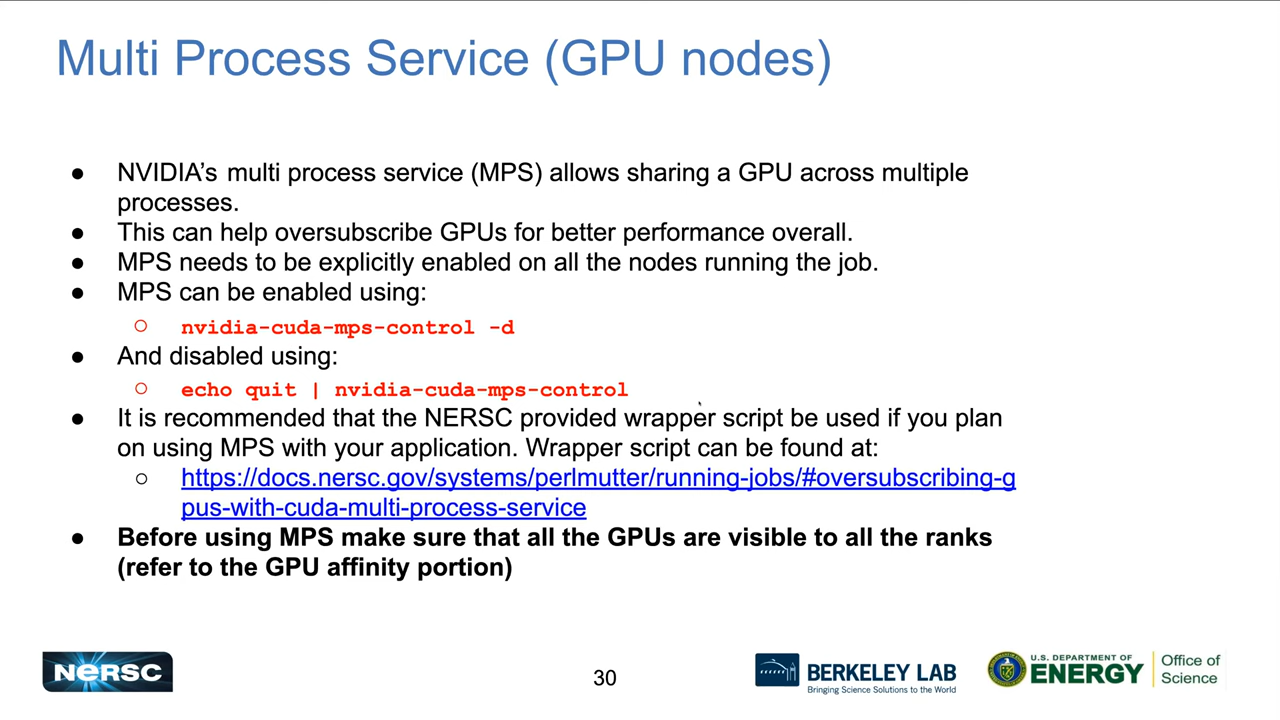 Multi Process Service (GPU nodes)
● NVIDIA's multi process service (MPS) allows sharing a GPU across multiple
processes.
● This can help oversubscribe GPUs for better performance overall.
● MPS needs to be explicitly enabled on all the nodes running the job.
● MPS can be enabled using:
○ nvidia-cuda-mps-control -d
● And disabled using:
○ echo quit | nvidia-cuda-mps-control
● It is recommended that the NERSC provided wrapper script be used if you plan
on using MPS with your application. Wrapper script can be found at:
○ https://docs.nersc.gov/systems/perlmutter/running-jobs/#oversubscribing-g
pus-with-cuda-multi-process-service
● Before using MPS make sure that all the GPUs are visible to all the ranks
(refer to the GPU affinity portion)
NERSC
30
BERKELEY LAB
Bringing Science Solutions to the World
U.S. DEPARTMENT OF
ENERGY
Office of
Science